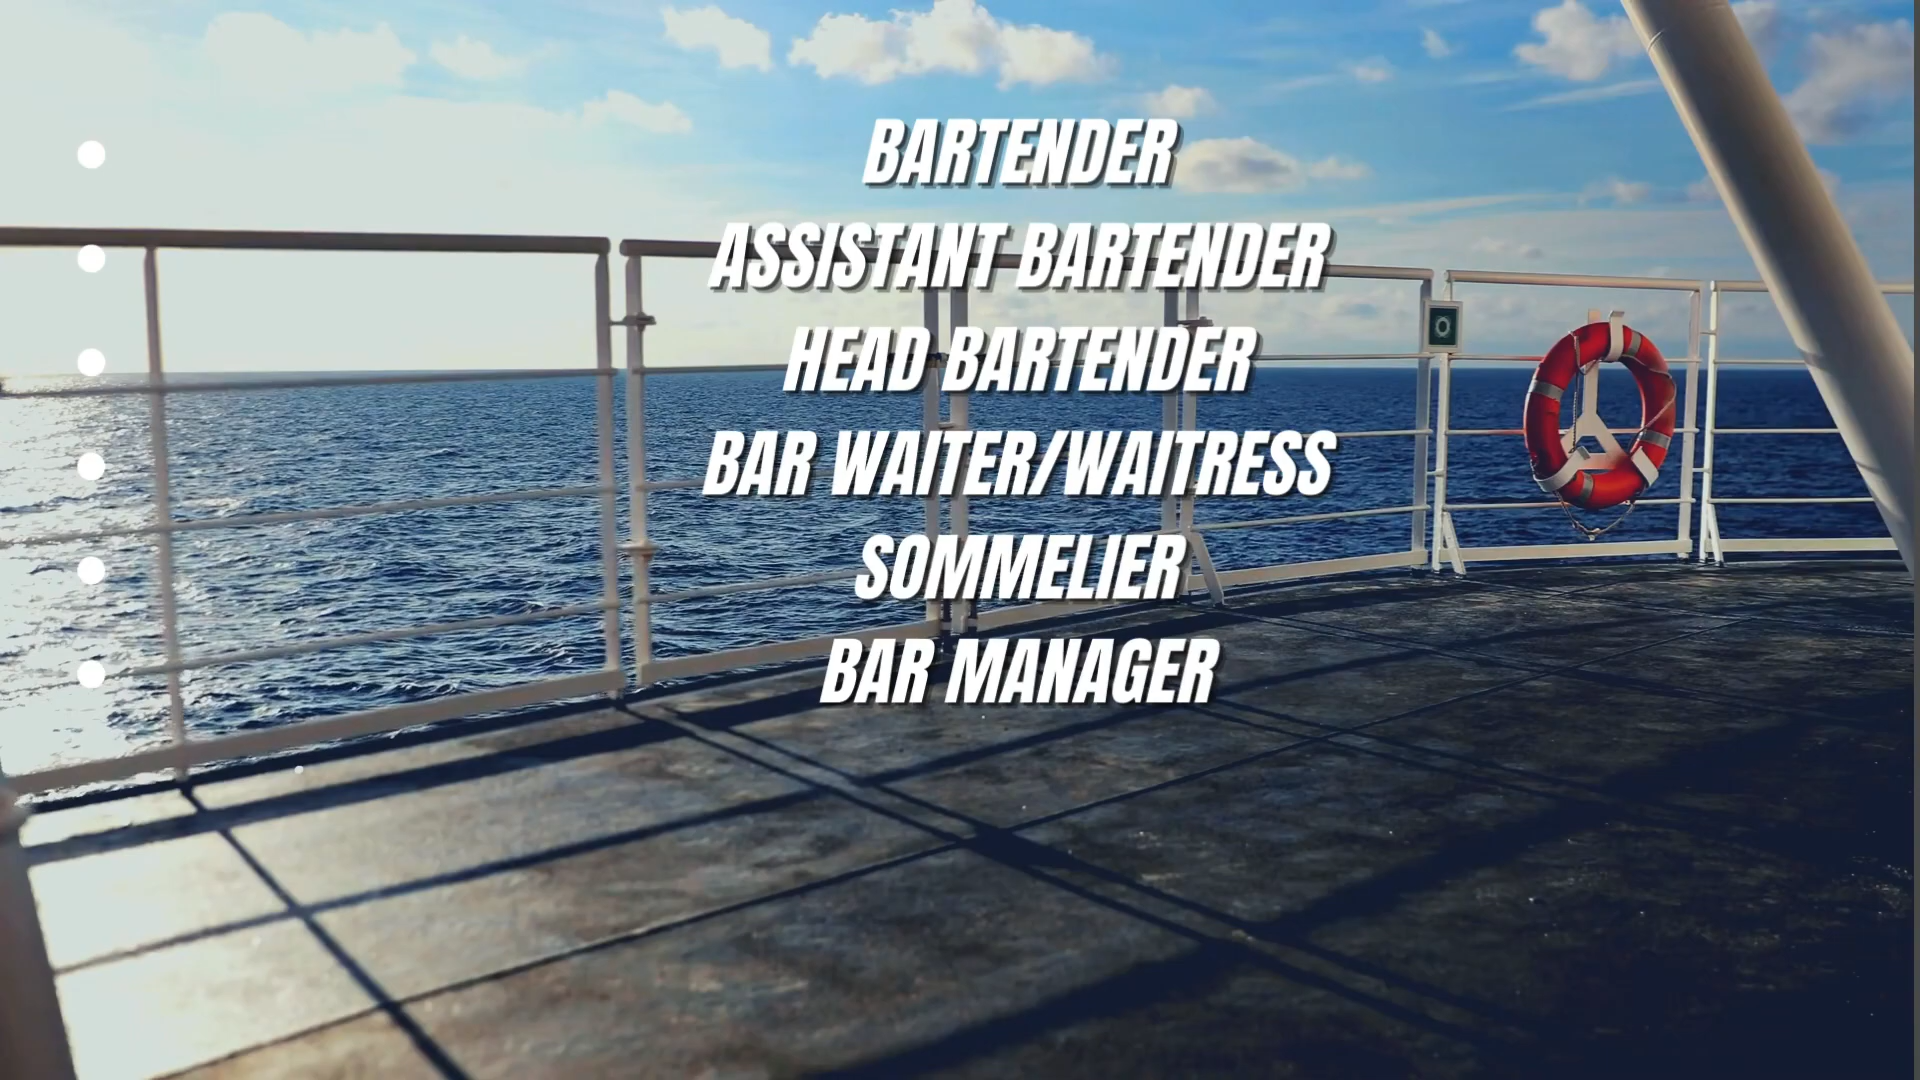 BARTENDER
ASSISTANT BARTENDER
HEAD BARTENDER
BAR WAITER/WAITRESS
SOMMELIER
BAR MANAGER